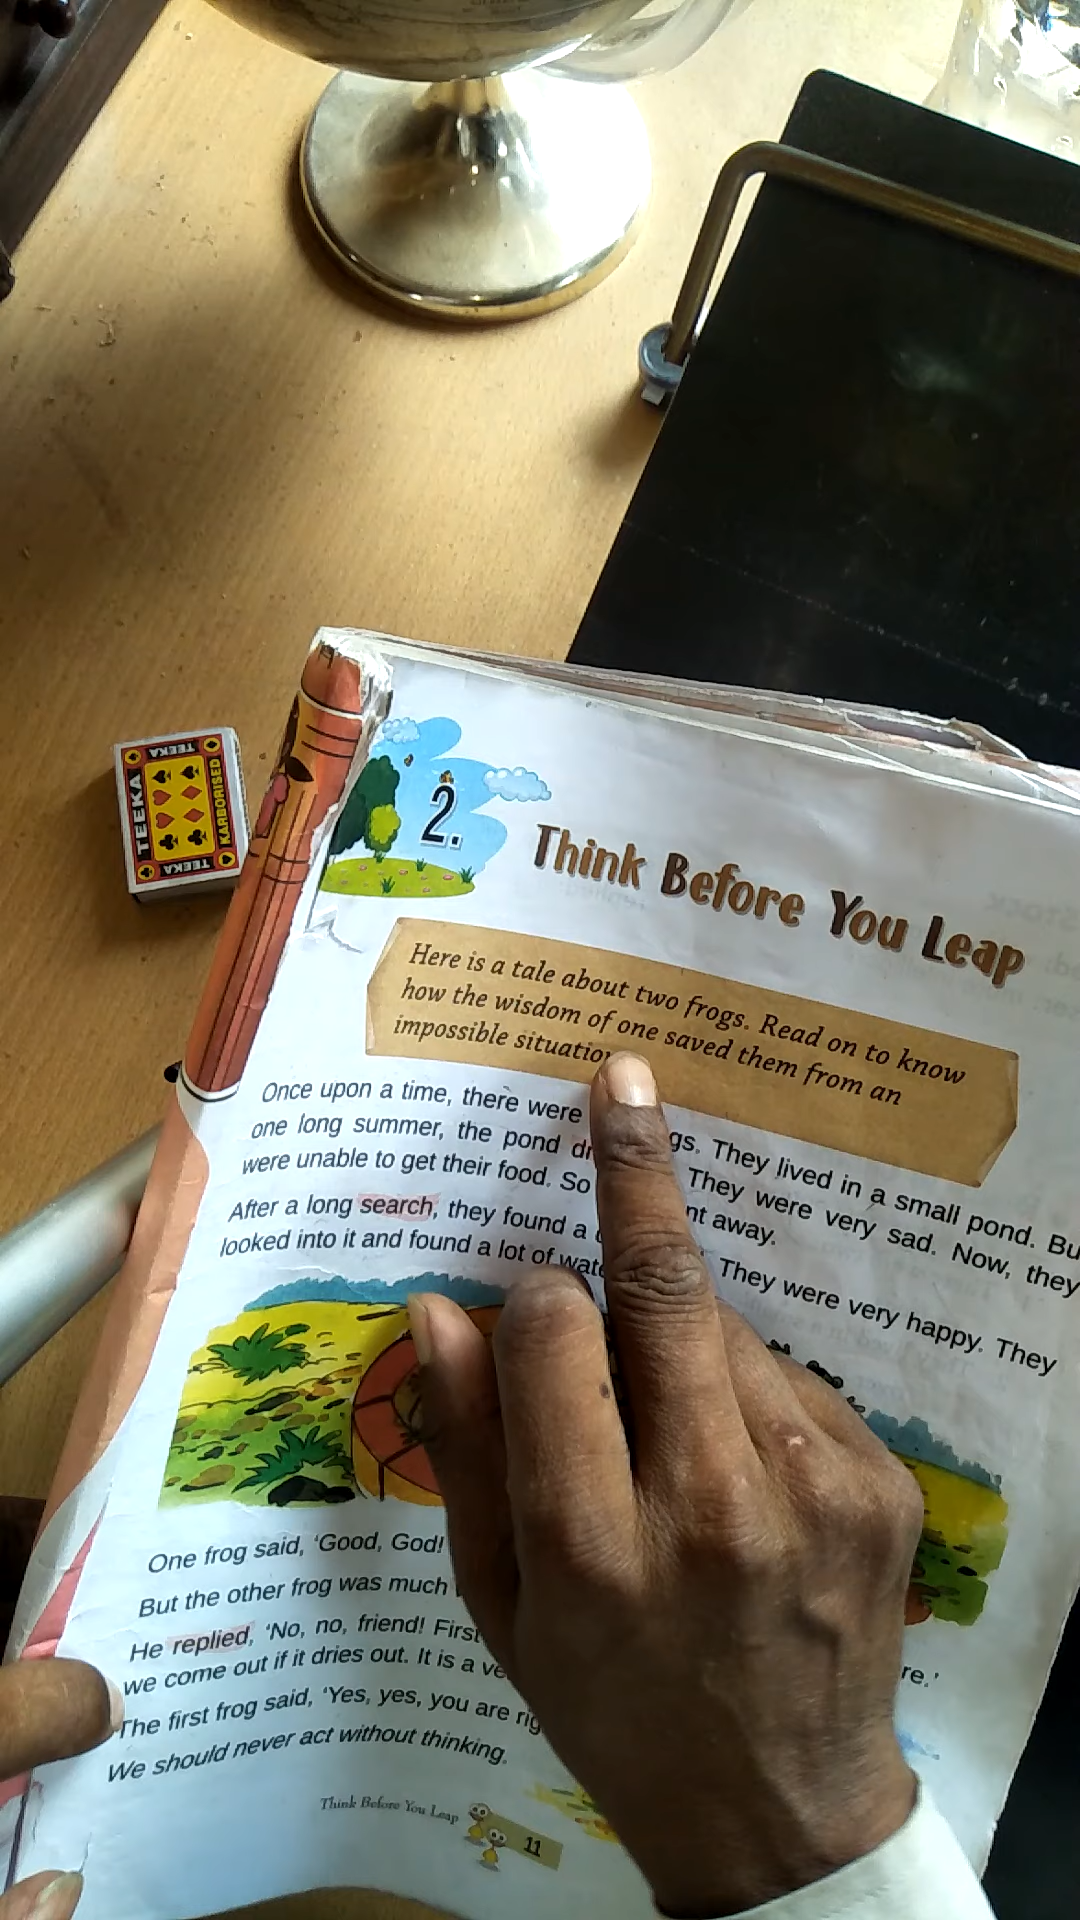 TEEKA
TEEKA
KARBORISED
TEEKA
2.
Think Before You Leap
Here is a tale about two frogs. Read on to know
how the wisdom of one saved them from an
impossible situation
Once upon a time, there were gs. They lived in a small pond. Bu
one long summer, the pond dr They were very sad. Now, they
were unable to get their food. So nt away.
After a long search, they found a They were very happy. They
looked into it and found a lot of wate
One frog said, ‘Good, God!
But the other frog was much
He replied, ‘No, no, friend! First re.’
we come out if it dries out. It is a ve
The first frog said, ‘Yes, yes, you are rig
We should never act without thinking.
Think Before You Leap 11